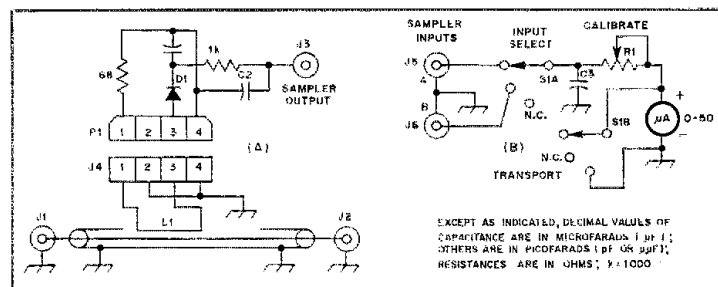 SAMPLER INPUTS
INPUT SELECT
CALIBRATE
J3
SAMPLER OUTPUT
1k
C2
D1
68
P1 1 2 3 4
(A)
J4 1 2 3 4
L1
J1
J2
J5
A
B
J6
S1A
C3
R1
N.C.
S1B
+
µA
0-50
-
(B)
N.C.
TRANSPORT
EXCEPT AS INDICATED, DECIMAL VALUES OF
CAPACITANCE ARE IN MICROFARADS (µF);
OTHERS ARE IN PICOFARADS (pF OR µµF);
RESISTANCES ARE IN OHMS; k=1000